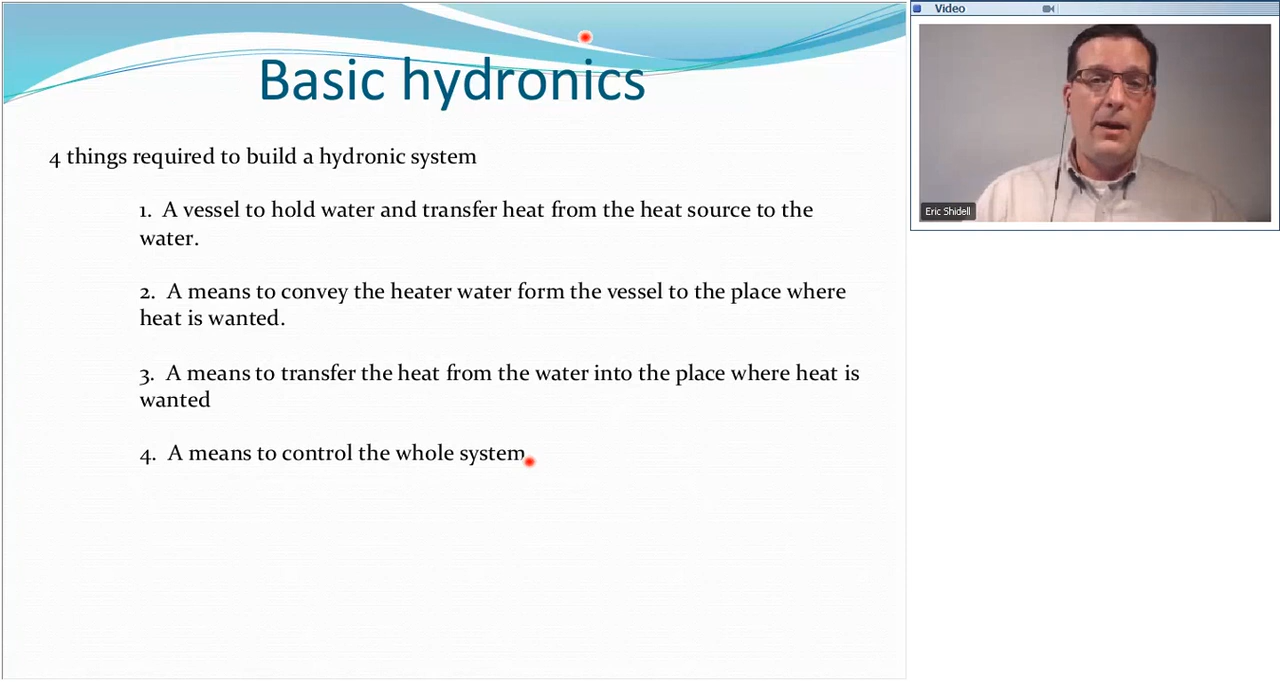 Basic hydronics
4 things required to build a hydronic system
1. A vessel to hold water and transfer heat from the heat source to the
water.
2. A means to convey the heater water form the vessel to the place where
heat is wanted.
3. A means to transfer the heat from the water into the place where heat is
wanted
4. A means to control the whole system.
Video
Eric Shidell